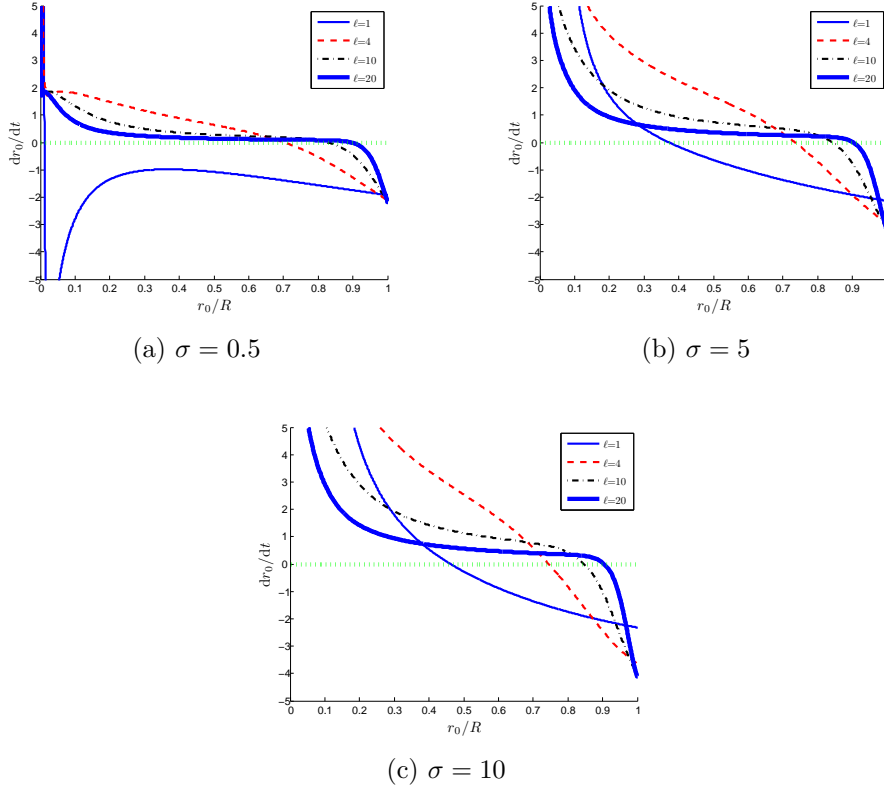 5
4
3
2
1
0
−1
−2
−3
−4
−5
dr₀/dt
0 0.1 0.2 0.3 0.4 0.5 0.6 0.7 0.8 0.9 1
r₀/R
ℓ=1
ℓ=4
ℓ=10
ℓ=20
(a) σ = 0.5
5
4
3
2
1
0
−1
−2
−3
−4
−5
dr₀/dt
0 0.1 0.2 0.3 0.4 0.5 0.6 0.7 0.8 0.9
r₀/R
ℓ=1
ℓ=4
ℓ=10
ℓ=20
(b) σ = 5
5
4
3
2
1
0
−1
−2
−3
−4
−5
dr₀/dt
0 0.1 0.2 0.3 0.4 0.5 0.6 0.7 0.8 0.9 1
r₀/R
ℓ=1
ℓ=4
ℓ=10
ℓ=20
(c) σ = 10